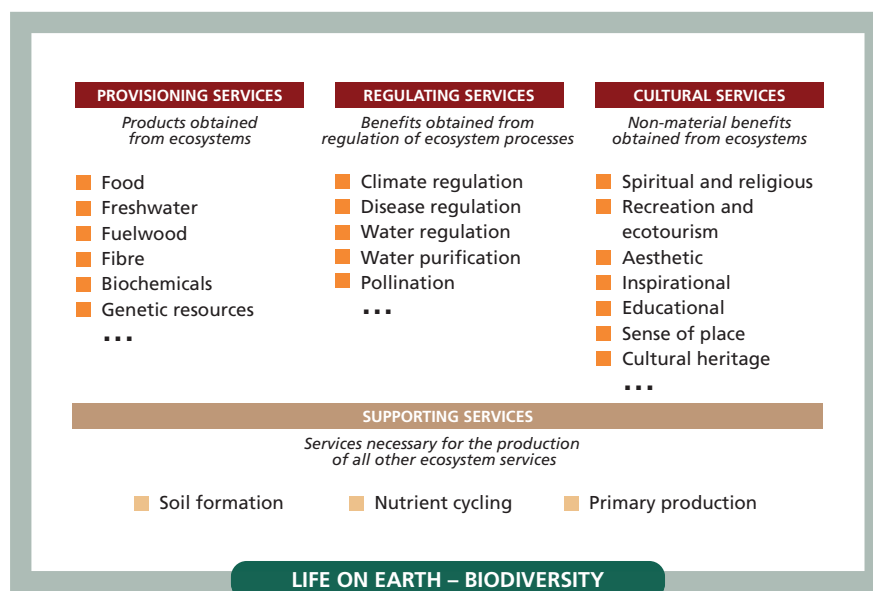 PROVISIONING SERVICES
Products obtained
from ecosystems
Food
Freshwater
Fuelwood
Fibre
Biochemicals
Genetic resources
...
REGULATING SERVICES
Benefits obtained from
regulation of ecosystem processes
Climate regulation
Disease regulation
Water regulation
Water purification
Pollination
...
CULTURAL SERVICES
Non-material benefits
obtained from ecosystems
Spiritual and religious
Recreation and
ecotourism
Aesthetic
Inspirational
Educational
Sense of place
Cultural heritage
...
SUPPORTING SERVICES
Services necessary for the production
of all other ecosystem services
Soil formation
Nutrient cycling
Primary production
LIFE ON EARTH – BIODIVERSITY